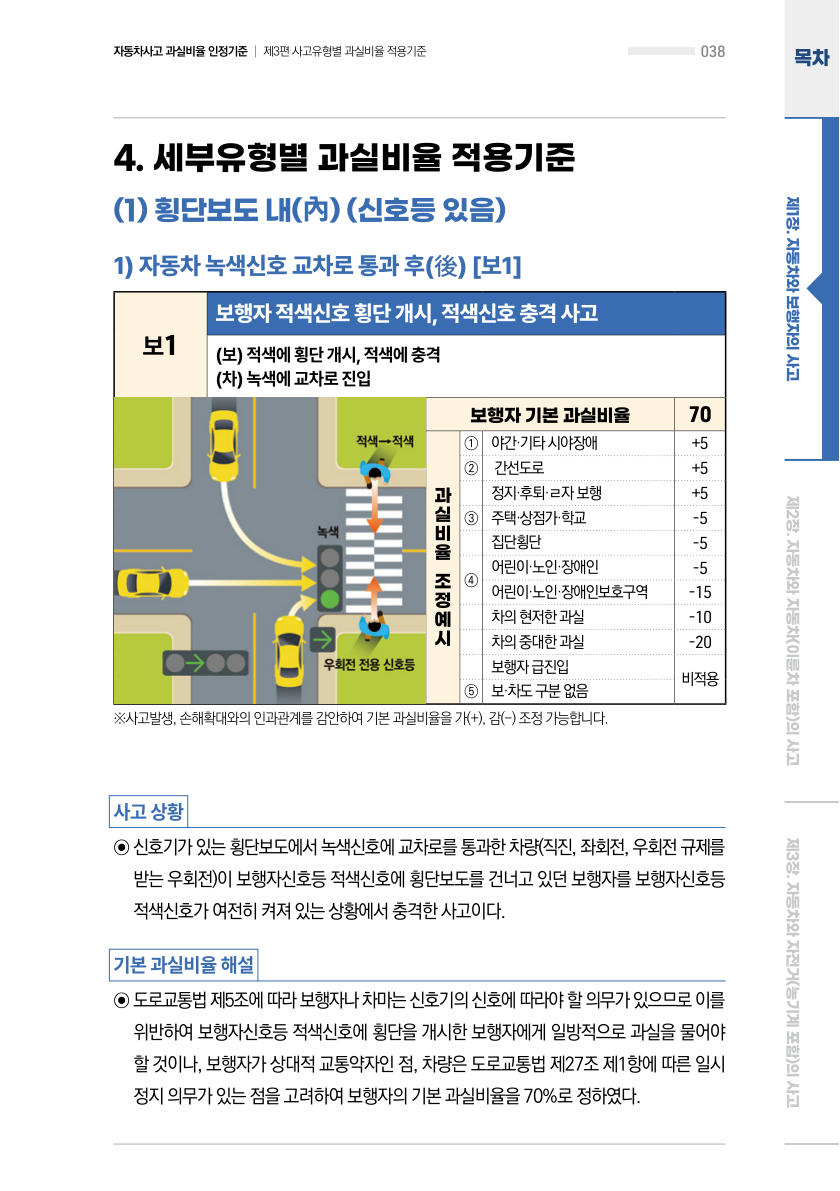 자동차사고 과실비율 인정기준 | 제3편 사고유형별 과실비율 적용기준
038
목차
4. 세부유형별 과실비율 적용기준
(1) 횡단보도 내(內) (신호등 있음)
1) 자동차 녹색신호 교차로 통과 후(後) [보1]
보1
보행자 적색신호 횡단 개시, 적색신호 충격 사고
(보) 적색에 횡단 개시, 적색에 충격
(차) 녹색에 교차로 진입
적색→적색
녹색
우회전 전용 신호등
보행자 기본 과실비율 70
과실비율 조정예시
① 야간·기타 시야장애 +5
② 간선도로 +5
정지·후퇴·ㄹ자 보행 +5
③ 주택·상점가·학교 -5
집단횡단 -5
④ 어린이·노인·장애인 -5
어린이·노인·장애인보호구역 -15
차의 현저한 과실 -10
차의 중대한 과실 -20
보행자 급진입 비적용
⑤ 보·차도 구분 없음
※사고발생, 손해확대와의 인과관계를 감안하여 기본 과실비율을 가(+), 감(-) 조정 가능합니다.
사고 상황
◉ 신호기가 있는 횡단보도에서 녹색신호에 교차로를 통과한 차량(직진, 좌회전, 우회전 규제를
받는 우회전)이 보행자신호등 적색신호에 횡단보도를 건너고 있던 보행자를 보행자신호등
적색신호가 여전히 켜져 있는 상황에서 충격한 사고이다.
기본 과실비율 해설
◉ 도로교통법 제5조에 따라 보행자나 차마는 신호기의 신호에 따라야 할 의무가 있으므로 이를
위반하여 보행자신호등 적색신호에 횡단을 개시한 보행자에게 일방적으로 과실을 물어야
할 것이나, 보행자가 상대적 교통약자인 점, 차량은 도로교통법 제27조 제1항에 따른 일시
정지 의무가 있는 점을 고려하여 보행자의 기본 과실비율을 70%로 정하였다.
제1장. 자동차와 보행자의 사고
제2장. 자동차와 자동차(이륜차 포함)의 사고
제3장. 자동차와 자전거(농기계 포함)의 사고